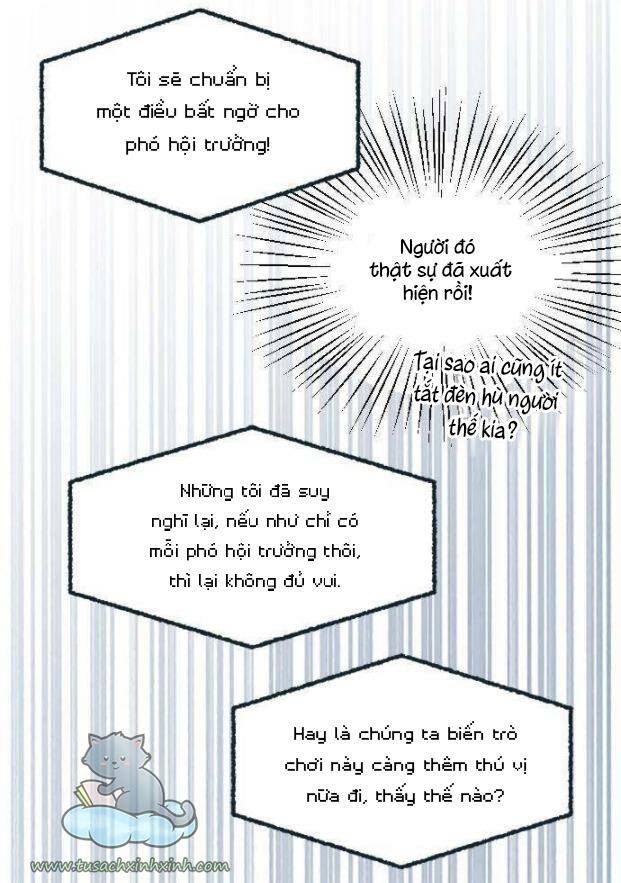 Tôi sẽ chuẩn bị
một điều bất ngờ cho
phó hội trưởng!
Người đó
thật sự đã xuất
hiện rồi!
Tại sao ai cũng ít
tắt đèn hù người
thế kia?
Những tôi đã suy
nghĩ lại, nếu như chỉ có
mỗi phó hội trưởng thôi,
thì lại không đủ vui.
Hay là chúng ta biến trò
chơi này càng thêm thú vị
nữa đi, thấy thế nào?
www.tusachxinhxinh.com